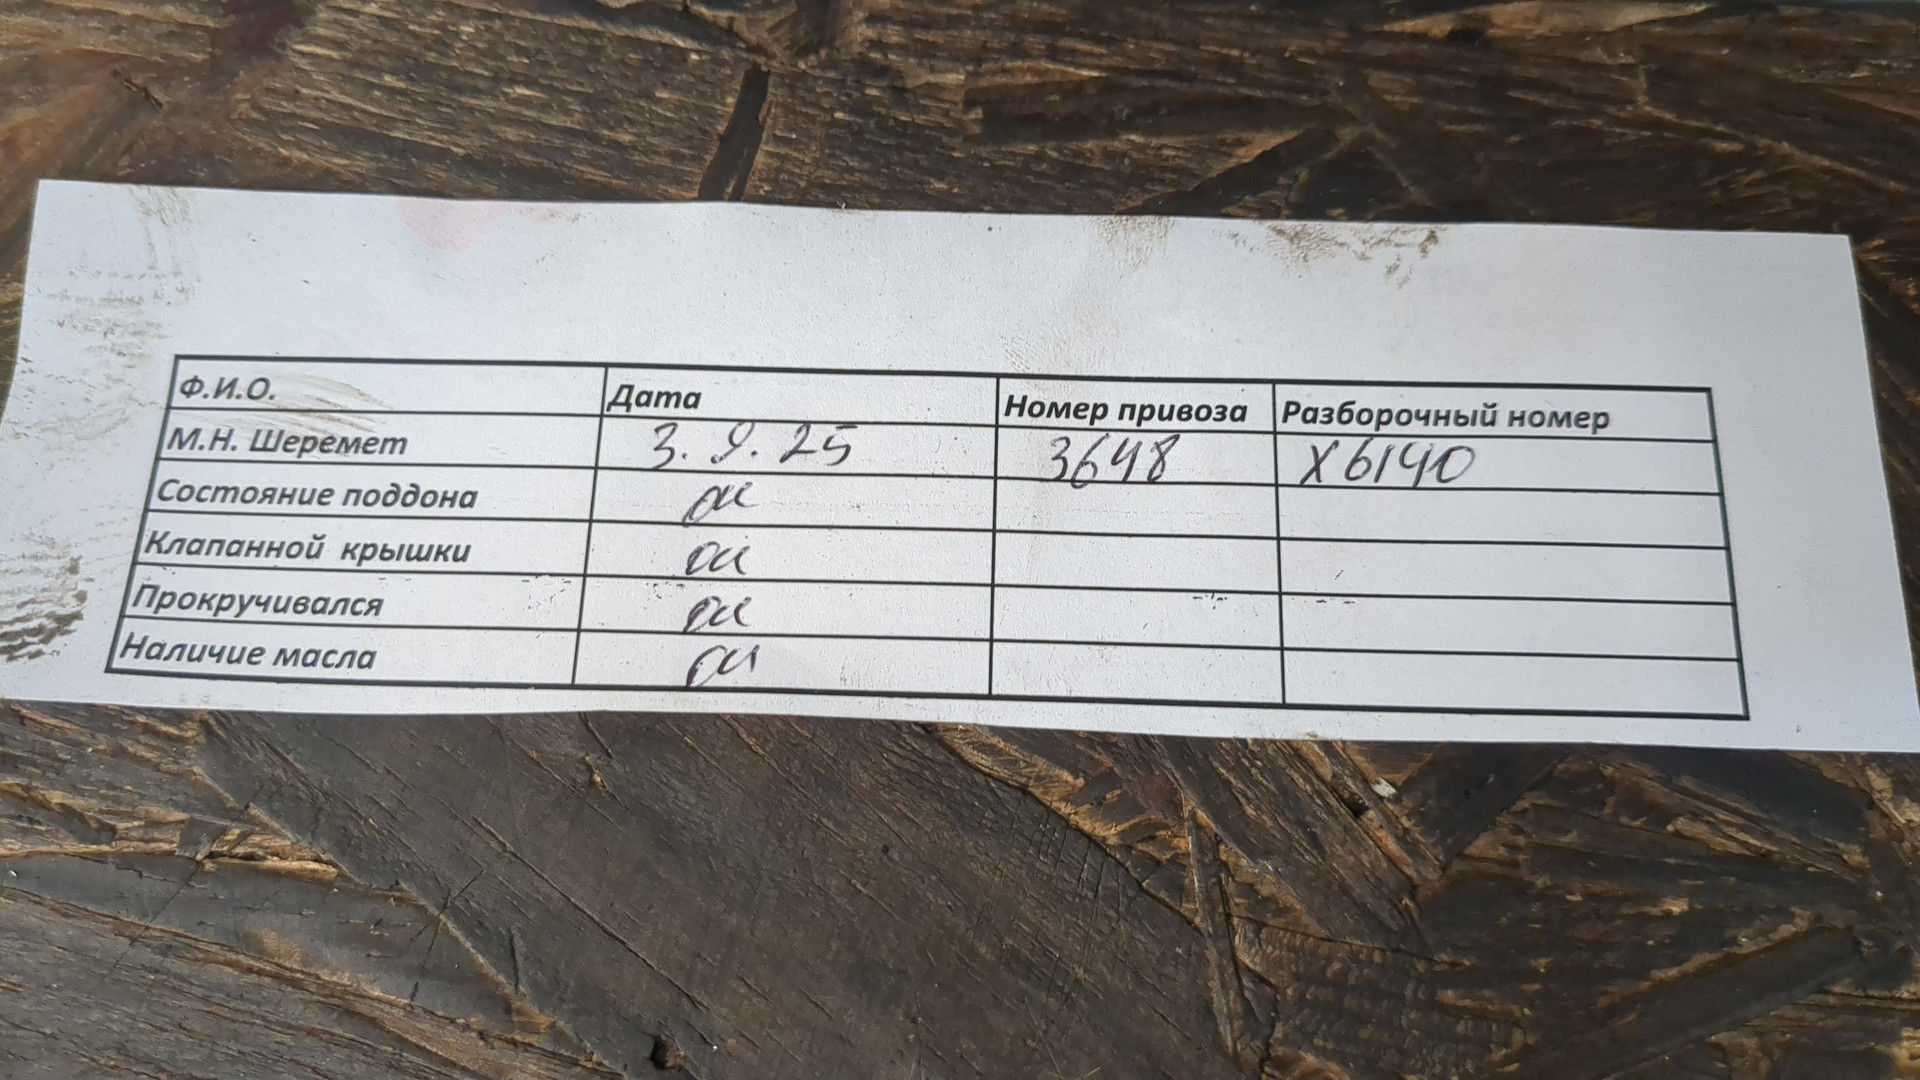 Ф.И.О. Дата Номер привоза Разборочный номер
М.Н. Шеремет 3.9.25 3648 X6140
Состояние поддона ок
Клапанной крышки ок
Прокручивался ок
Наличие масла ок